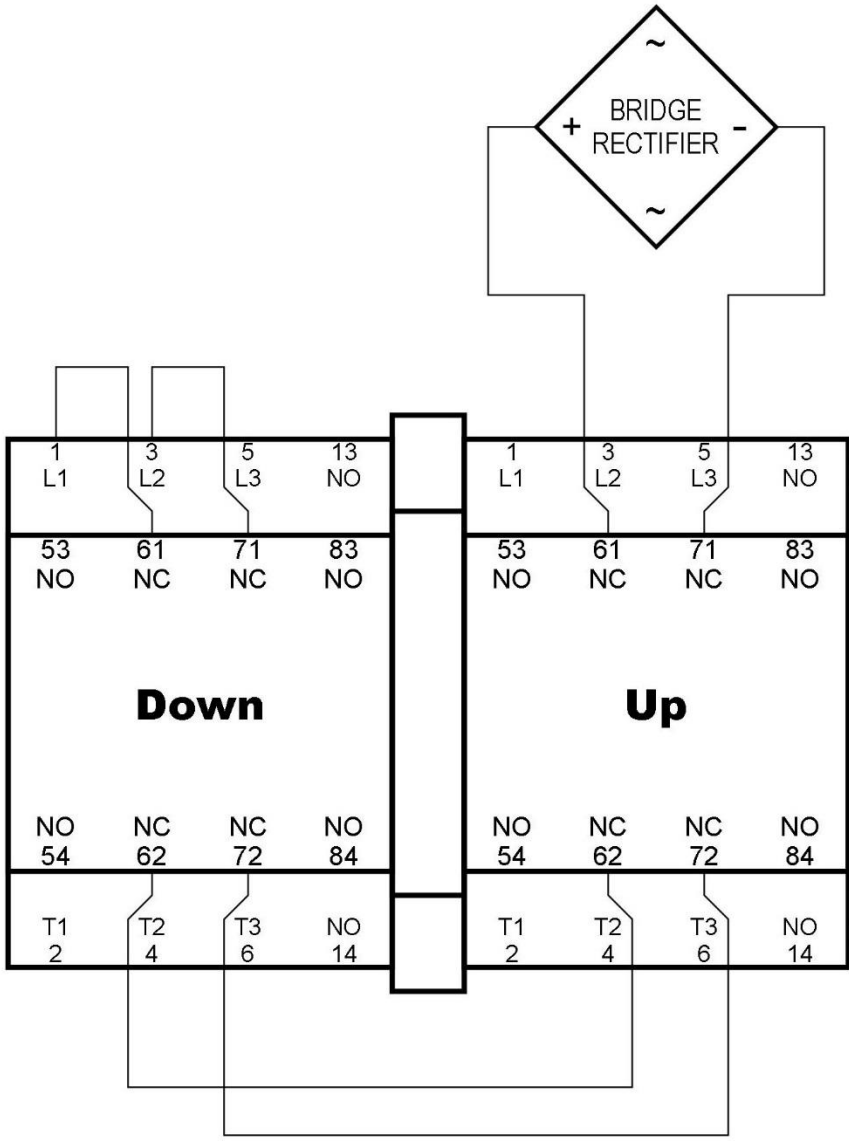 ~
+ BRIDGE -
RECTIFIER
~
1 3 5 13
L1 L2 L3 NO
53 61 71 83
NO NC NC NO
Down
NO NC NC NO
54 62 72 84
T1 T2 T3 NO
2 4 6 14
1 3 5 13
L1 L2 L3 NO
53 61 71 83
NO NC NC NO
Up
NO NC NC NO
54 62 72 84
T1 T2 T3 NO
2 4 6 14